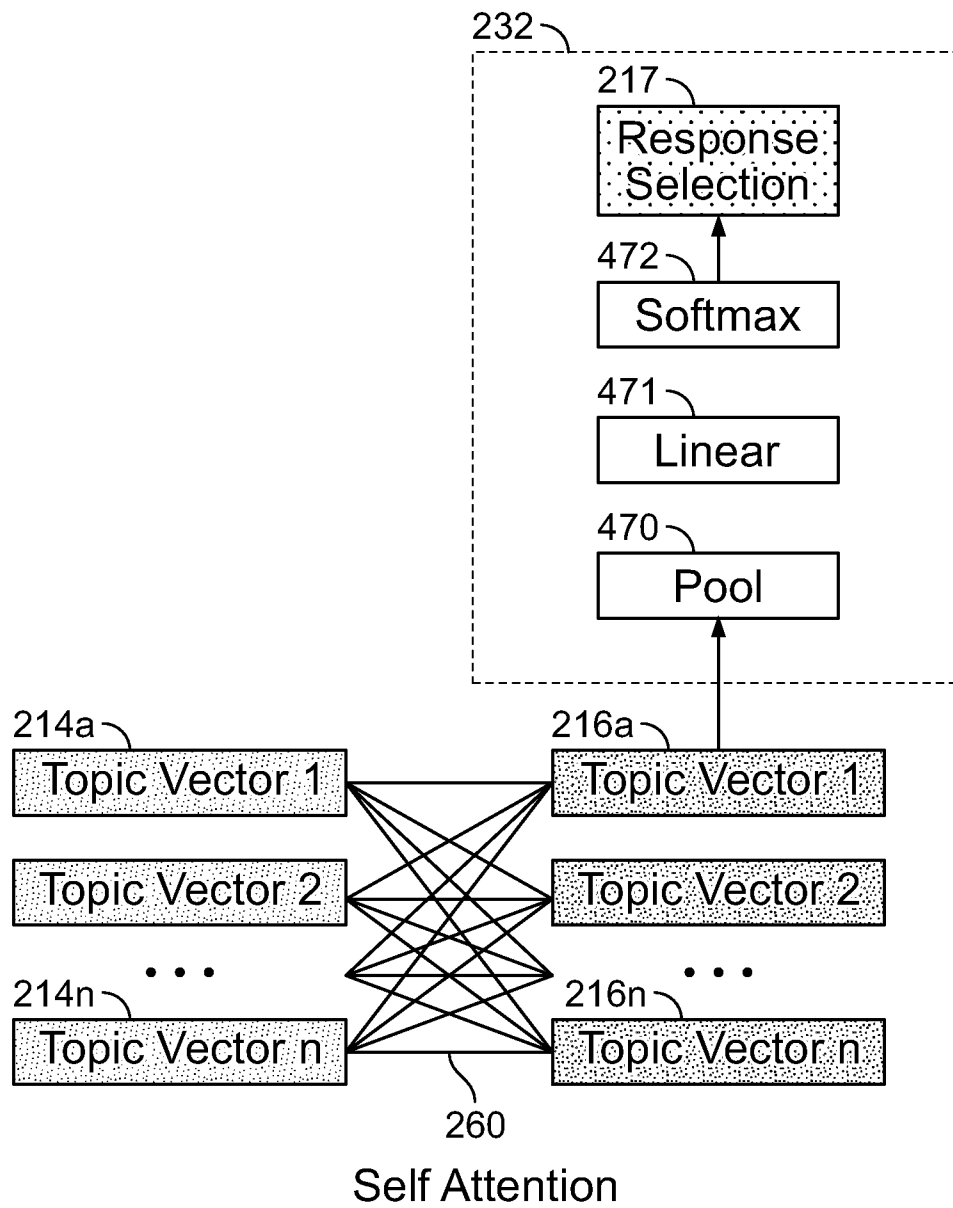 232
217
Response
Selection
472
Softmax
471
Linear
470
Pool
214a
216a
Topic Vector 1
Topic Vector 1
Topic Vector 2
Topic Vector 2
• • •
• • •
214n
216n
Topic Vector n
Topic Vector n
260
Self Attention